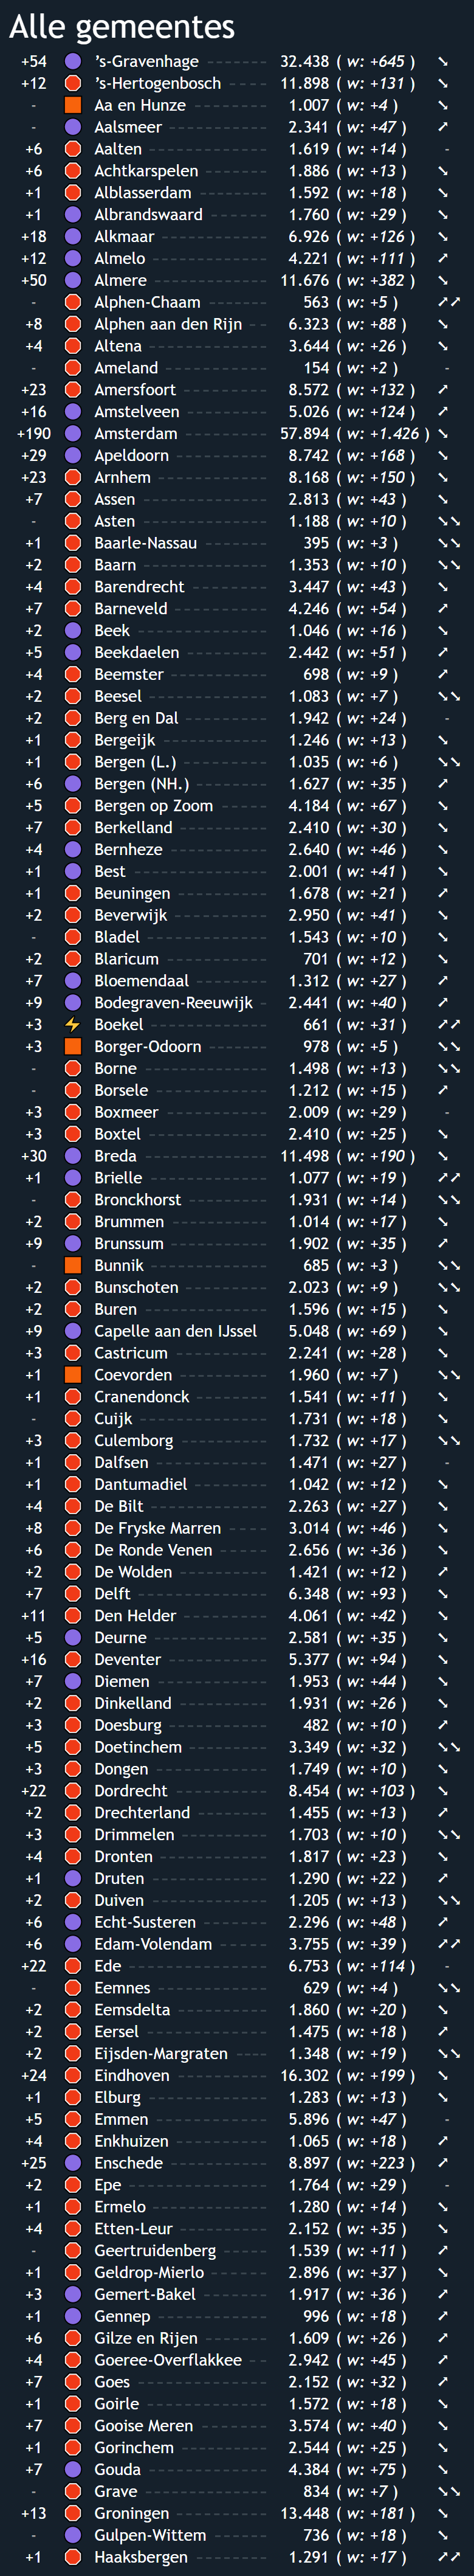 Alle gemeentes
+54 ’s-Gravenhage 32.438 ( w: +645 )
+12 ’s-Hertogenbosch 11.898 ( w: +131 )
- Aa en Hunze 1.007 ( w: +4 )
- Aalsmeer 2.341 ( w: +47 )
+6 Aalten 1.619 ( w: +14 ) -
+6 Achtkarspelen 1.886 ( w: +13 )
+1 Alblasserdam 1.592 ( w: +18 )
+1 Albrandswaard 1.760 ( w: +29 )
+18 Alkmaar 6.926 ( w: +126 )
+12 Almelo 4.221 ( w: +111 )
+50 Almere 11.676 ( w: +382 )
- Alphen-Chaam 563 ( w: +5 )
+8 Alphen aan den Rijn 6.323 ( w: +88 )
+4 Altena 3.644 ( w: +26 )
- Ameland 154 ( w: +2 ) -
+23 Amersfoort 8.572 ( w: +132 )
+16 Amstelveen 5.026 ( w: +124 )
+190 Amsterdam 57.894 ( w: +1.426 )
+29 Apeldoorn 8.742 ( w: +168 )
+23 Arnhem 8.168 ( w: +150 )
+7 Assen 2.813 ( w: +43 )
- Asten 1.188 ( w: +10 )
+1 Baarle-Nassau 395 ( w: +3 )
+2 Baarn 1.353 ( w: +10 )
+4 Barendrecht 3.447 ( w: +43 )
+7 Barneveld 4.246 ( w: +54 )
+2 Beek 1.046 ( w: +16 )
+5 Beekdaelen 2.442 ( w: +51 )
+4 Beemster 698 ( w: +9 )
+2 Beesel 1.083 ( w: +7 )
+2 Berg en Dal 1.942 ( w: +24 ) -
+1 Bergeijk 1.246 ( w: +13 )
+1 Bergen (L.) 1.035 ( w: +6 )
+6 Bergen (NH.) 1.627 ( w: +35 )
+5 Bergen op Zoom 4.184 ( w: +67 )
+7 Berkelland 2.410 ( w: +30 )
+4 Bernheze 2.640 ( w: +46 )
+1 Best 2.001 ( w: +41 )
+1 Beuningen 1.678 ( w: +21 )
+2 Beverwijk 2.950 ( w: +41 )
- Bladel 1.543 ( w: +10 )
+2 Blaricum 701 ( w: +12 )
+7 Bloemendaal 1.312 ( w: +27 )
+9 Bodegraven-Reeuwijk 2.441 ( w: +40 )
+3 Boekel 661 ( w: +31 )
+3 Borger-Odoorn 978 ( w: +5 )
- Borne 1.498 ( w: +13 )
- Borsele 1.212 ( w: +15 )
+3 Boxmeer 2.009 ( w: +29 ) -
+3 Boxtel 2.410 ( w: +25 )
+30 Breda 11.498 ( w: +190 )
+1 Brielle 1.077 ( w: +19 )
- Bronckhorst 1.931 ( w: +14 )
+2 Brummen 1.014 ( w: +17 )
+9 Brunssum 1.902 ( w: +35 )
- Bunnik 685 ( w: +3 )
+2 Bunschoten 2.023 ( w: +9 )
+2 Buren 1.596 ( w: +15 )
+9 Capelle aan den IJssel 5.048 ( w: +69 )
+3 Castricum 2.241 ( w: +28 )
+1 Coevorden 1.960 ( w: +7 )
+1 Cranendonck 1.541 ( w: +11 )
- Cuijk 1.731 ( w: +18 )
+3 Culemborg 1.732 ( w: +17 )
+1 Dalfsen 1.471 ( w: +27 ) -
+1 Dantumadiel 1.042 ( w: +12 )
+4 De Bilt 2.263 ( w: +27 )
+8 De Fryske Marren 3.014 ( w: +46 )
+6 De Ronde Venen 2.656 ( w: +36 )
+2 De Wolden 1.421 ( w: +12 )
+7 Delft 6.348 ( w: +93 )
+11 Den Helder 4.061 ( w: +42 )
+5 Deurne 2.581 ( w: +35 )
+16 Deventer 5.377 ( w: +94 )
+7 Diemen 1.953 ( w: +44 )
+2 Dinkelland 1.931 ( w: +26 )
+3 Doesburg 482 ( w: +10 )
+5 Doetinchem 3.349 ( w: +32 )
+3 Dongen 1.749 ( w: +10 )
+22 Dordrecht 8.454 ( w: +103 )
+2 Drechterland 1.455 ( w: +13 )
+3 Drimmelen 1.703 ( w: +10 )
+4 Dronten 1.817 ( w: +23 )
+1 Druten 1.290 ( w: +22 )
+2 Duiven 1.205 ( w: +13 )
+6 Echt-Susteren 2.296 ( w: +48 )
+6 Edam-Volendam 3.755 ( w: +39 )
+22 Ede 6.753 ( w: +114 ) -
- Eemnes 629 ( w: +4 )
+2 Eemsdelta 1.860 ( w: +20 )
+2 Eersel 1.475 ( w: +18 )
+2 Eijsden-Margraten 1.348 ( w: +19 )
+24 Eindhoven 16.302 ( w: +199 )
+1 Elburg 1.283 ( w: +13 )
+5 Emmen 5.896 ( w: +47 ) -
+4 Enkhuizen 1.065 ( w: +18 )
+25 Enschede 8.897 ( w: +223 )
+2 Epe 1.764 ( w: +29 ) -
+1 Ermelo 1.280 ( w: +14 )
+4 Etten-Leur 2.152 ( w: +35 )
- Geertruidenberg 1.539 ( w: +11 )
+1 Geldrop-Mierlo 2.896 ( w: +37 )
+3 Gemert-Bakel 1.917 ( w: +36 )
+1 Gennep 996 ( w: +18 )
+6 Gilze en Rijen 1.609 ( w: +26 )
+4 Goeree-Overflakkee 2.942 ( w: +45 )
+7 Goes 2.152 ( w: +32 )
+1 Goirle 1.572 ( w: +18 )
+7 Gooise Meren 3.574 ( w: +40 )
+1 Gorinchem 2.544 ( w: +25 )
+7 Gouda 4.384 ( w: +75 )
- Grave 834 ( w: +7 )
+13 Groningen 13.448 ( w: +181 )
- Gulpen-Wittem 736 ( w: +18 )
+1 Haaksbergen 1.291 ( w: +17 )